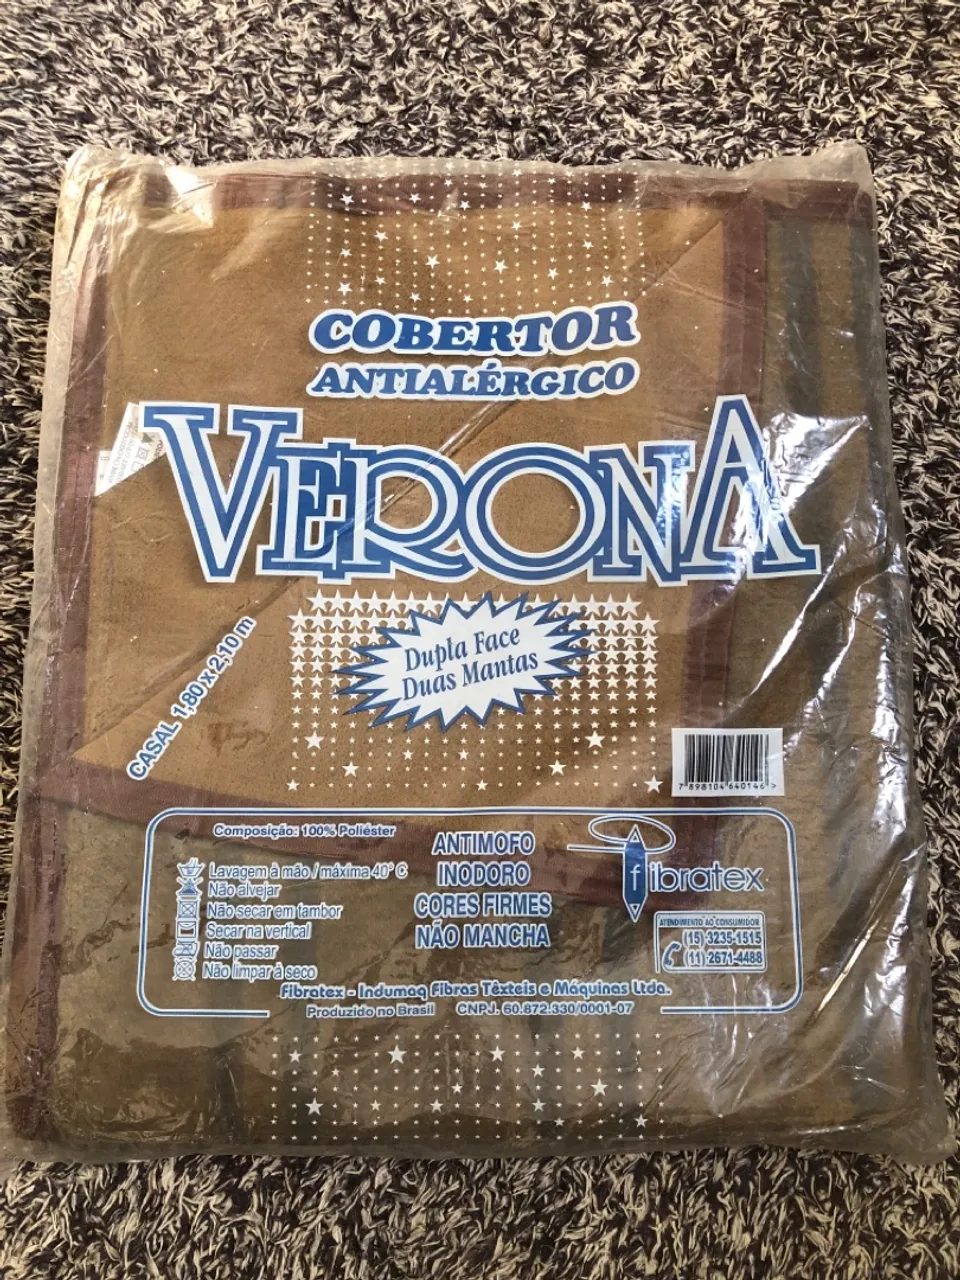 COBERTOR
ANTIALÉRGICO
VERONA
Dupla Face
Duas Mantas
CASAL 1,80 x 2,10 m
7 898104 640146 >
Composição: 100% Poliéster
Lavagem à mão / máxima 40° C
Não alvejar
Não secar em tambor
Secar na vertical
Não passar
Não limpar à seco
ANTIMOFO
INODORO
CORES FIRMES
NÃO MANCHA
fibratex
ATENDIMENTO AO CONSUMIDOR
(15) 3235-1515
(11) 2671-4488
Fibratex - Indumaq Fibras Têxteis e Máquinas Ltda.
Produzido no Brasil CNPJ. 60.872.330/0001-07